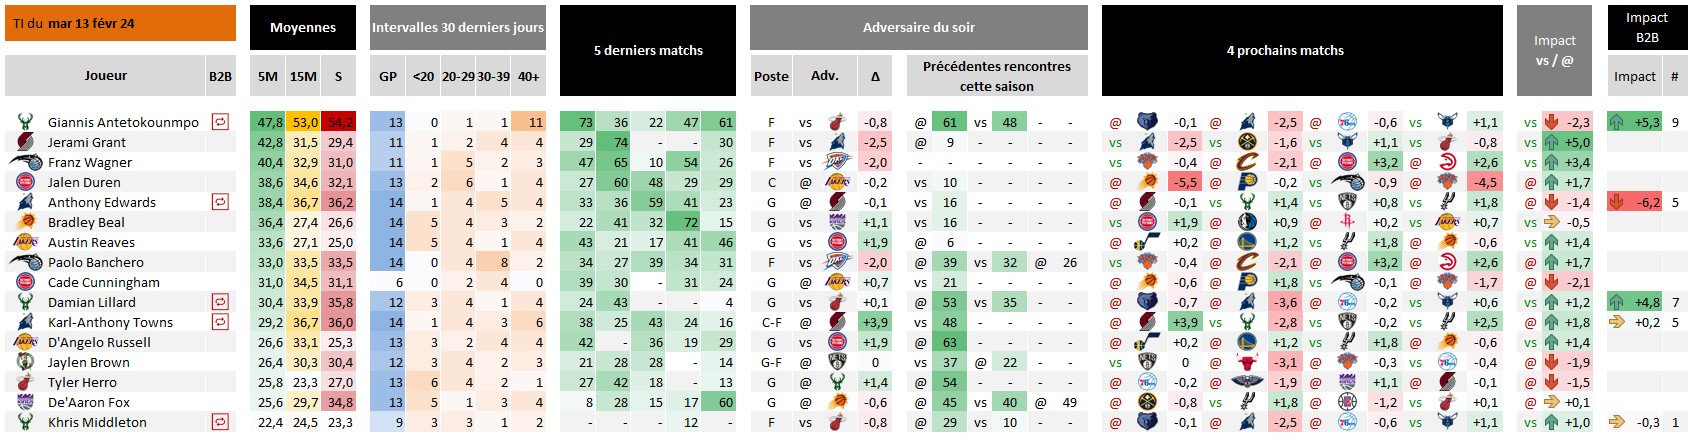 TI du mar 13 févr 24
Moyennes
Intervalles 30 derniers jours
5 derniers matchs
Adversaire du soir
4 prochains matchs
Impact vs / @
Impact B2B
Joueur B2B 5M 15M S GP <20 20-29 30-39 40+ Poste Adv. Δ Précédentes rencontres cette saison Impact #
Giannis Antetokounmpo 47,8 53,0 54,2 13 0 1 1 11 73 36 22 47 61 F vs -0,8 @ 61 vs 48 - - @ -0,1 @ -2,5 @ -0,6 vs +1,1 vs -2,3 +5,3 9
Jerami Grant 42,8 31,5 29,4 11 1 2 4 4 29 74 - - 30 F vs -2,5 @ 9 - - - - vs -2,5 @ -1,6 vs +1,1 vs -0,8 vs +5,0
Franz Wagner 40,4 32,9 31,0 11 1 5 2 3 47 65 10 54 26 F vs -2,0 - - - - - - vs -0,4 @ -2,1 @ +3,2 @ +2,6 vs +3,4
Jalen Duren 38,6 34,6 32,1 13 2 6 1 4 27 60 48 29 29 C @ -0,2 vs 10 - - - - @ -5,5 @ -0,2 vs -0,9 @ -4,5 @ +1,7
Anthony Edwards 38,4 36,7 36,2 14 1 4 5 4 33 36 59 41 23 G @ -0,1 vs 16 - - - - @ -0,1 vs +1,4 vs +0,8 vs +1,8 @ -1,4 -6,2 5
Bradley Beal 36,4 27,4 26,6 14 5 4 3 2 22 41 32 72 15 G vs +1,1 vs 16 - - - - vs +1,9 @ +0,9 @ +0,2 vs +0,7 vs -0,5
Austin Reaves 33,6 27,1 25,0 14 5 4 1 4 43 21 17 41 46 G vs +1,9 @ 6 - - - - @ +0,2 @ +1,2 vs +1,8 @ -0,6 vs +1,4
Paolo Banchero 33,0 33,5 33,5 14 0 4 8 2 34 27 39 34 31 F vs -2,0 @ 39 vs 32 @ 26 vs -0,4 @ -2,1 @ +3,2 @ +2,6 @ +1,7
Cade Cunningham 31,0 34,5 31,1 6 0 2 4 0 39 30 - 31 24 G @ +0,7 vs 21 - - - - @ -0,6 @ +1,8 vs -0,1 @ -1,7 @ -2,1
Damian Lillard 30,4 33,9 35,8 12 3 4 1 4 24 43 - - 4 G vs +0,1 @ 53 vs 35 - - @ -0,7 @ -3,6 @ -0,2 vs +0,6 vs +1,2 +4,8 7
Karl-Anthony Towns 29,2 36,7 36,0 14 1 4 3 6 38 25 43 24 16 C-F @ +3,9 vs 48 - - - - @ +3,9 vs -2,8 vs -0,2 vs +2,5 @ +1,8 +0,2 5
D'Angelo Russell 26,6 33,1 25,3 13 3 2 4 4 42 - 36 19 29 G vs +1,9 @ 63 - - - - @ +0,2 @ +1,2 vs +1,8 @ -0,6 vs +1,4
Jaylen Brown 26,4 30,3 30,4 12 3 4 2 3 21 28 28 - 14 G-F @ 0 vs 37 @ 22 - - vs 0 @ -3,1 @ -0,3 vs -0,4 @ -1,9
Tyler Herro 25,8 23,3 27,0 13 6 4 2 1 27 42 18 - 13 G @ +1,4 @ 54 - - - - @ -0,2 @ -1,9 @ +1,1 @ -0,1 @ -1,5
De'Aaron Fox 25,6 29,7 34,8 13 5 1 3 4 8 28 15 17 60 G @ -0,6 @ 45 vs 40 @ 49 @ -0,8 vs +1,8 @ -1,2 vs +0,1 @ +0,1
Khris Middleton 22,4 24,5 23,3 9 3 3 1 2 - - - 12 - F vs -0,8 @ 29 vs 10 - - @ -0,1 @ -2,5 @ -0,6 vs +1,1 vs +1,0 -0,3 1